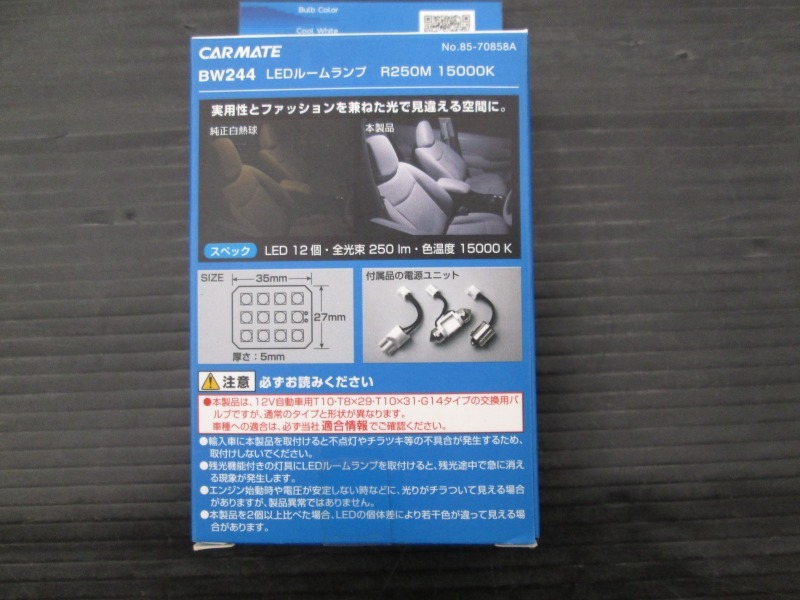 Bulb Color
Cool White
CARMATE
No.85-70858A
BW244 LEDルームランプ R250M 15000K
実用性とファッションを兼ねた光で見違える空間に。
純正白熱球
本製品
スペック LED 12個・全光束 250 lm・色温度 15000 K
SIZE
35mm
27mm
厚さ:5mm
付属品の電源ユニット
注意 必ずお読みください
●本製品は、12V自動車用T10・T8×29・T10×31・G14タイプの交換用バ
ルブですが、通常のタイプと形状が異なります。
車種への適合は、必ず当社適合情報でご確認ください。
●輸入車に本製品を取付けると不点灯やチラツキ等の不具合が発生するため、
取付けしないでください。
●残光機能付きの灯具にLEDルームランプを取付けると、残光途中で急に消え
る現象が発生します。
●エンジン始動時や電圧が安定しない時などに、光りがチラついて見える場合
がありますが、製品異常ではありません。
●本製品を2個以上比べた場合、LEDの個体差により若干色が違って見える場
合があります。